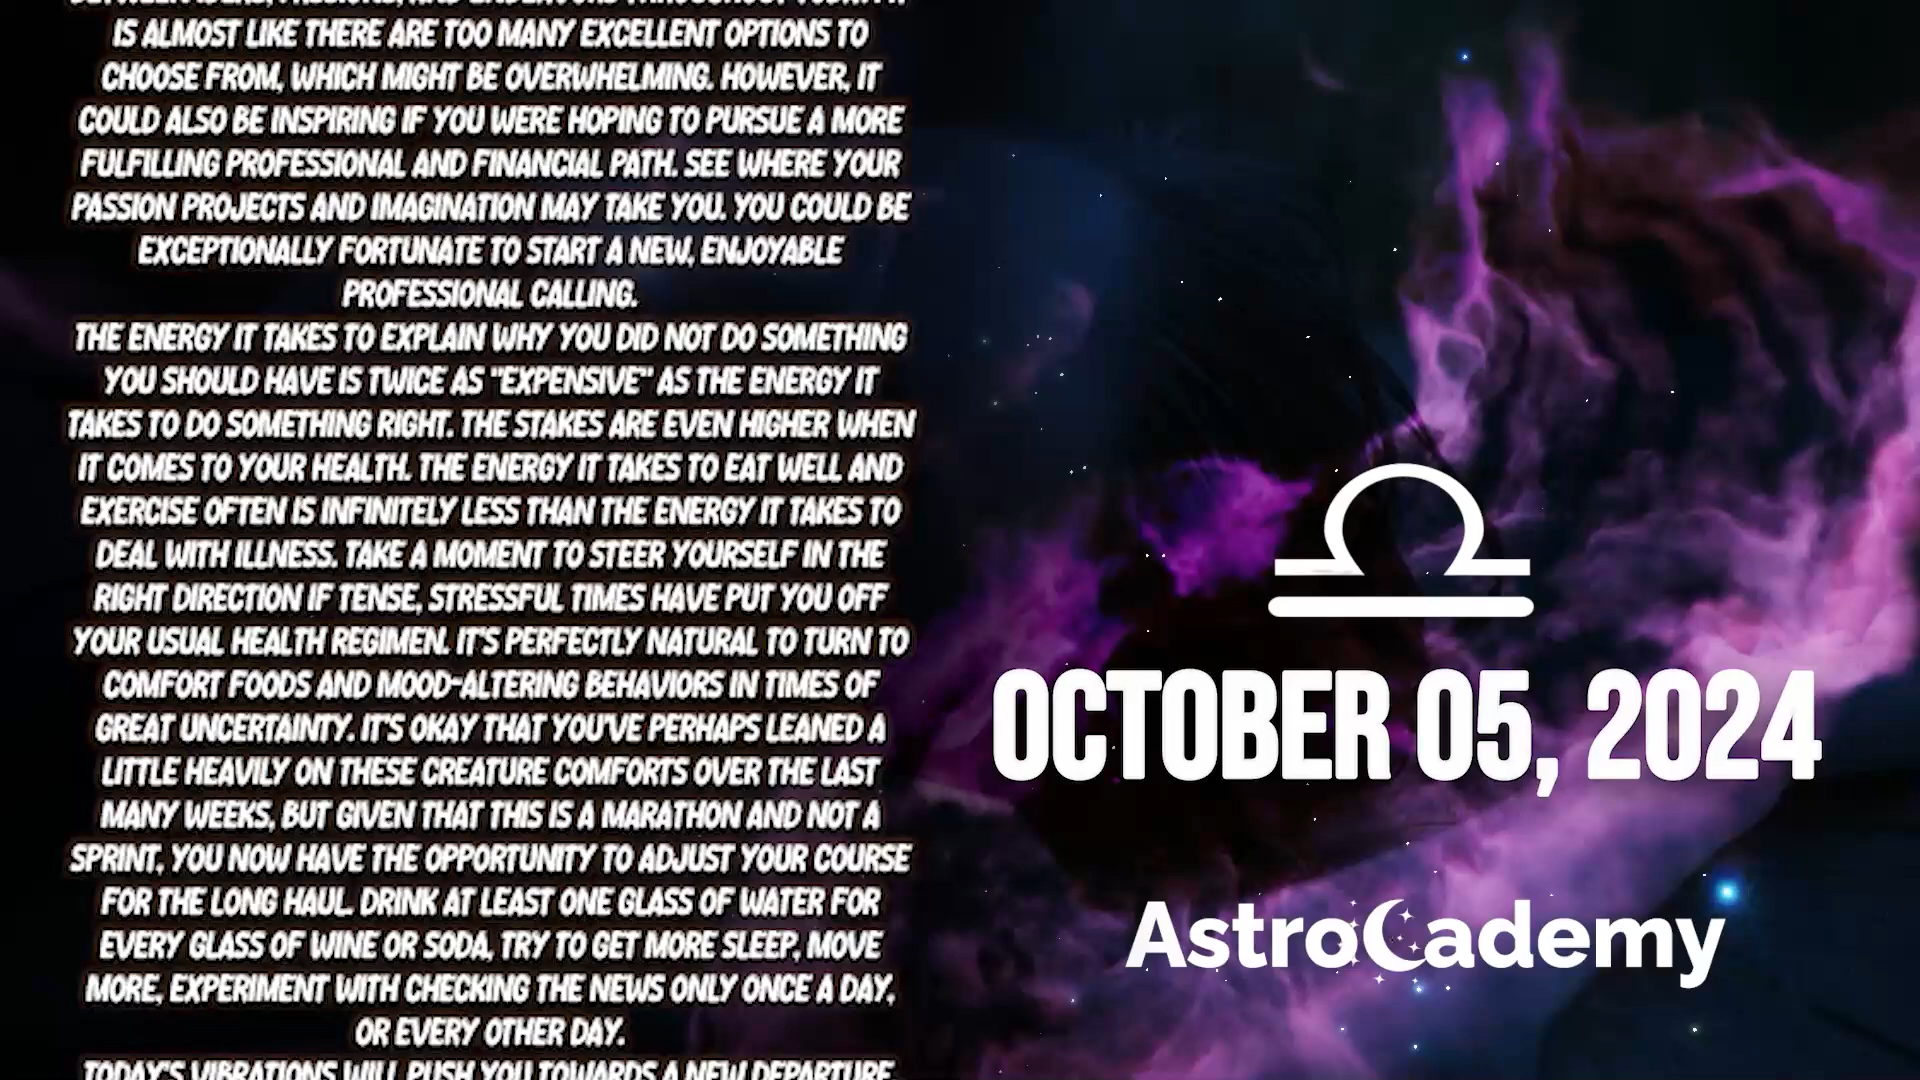 IS ALMOST LIKE THERE ARE TOO MANY EXCELLENT OPTIONS TO
CHOOSE FROM, WHICH MIGHT BE OVERWHELMING. HOWEVER, IT
COULD ALSO BE INSPIRING IF YOU WERE HOPING TO PURSUE A MORE
FULFILLING PROFESSIONAL AND FINANCIAL PATH. SEE WHERE YOUR
PASSION PROJECTS AND IMAGINATION MAY TAKE YOU. YOU COULD BE
EXCEPTIONALLY FORTUNATE TO START A NEW, ENJOYABLE
PROFESSIONAL CALLING.
THE ENERGY IT TAKES TO EXPLAIN WHY YOU DID NOT DO SOMETHING
YOU SHOULD HAVE IS TWICE AS "EXPENSIVE" AS THE ENERGY IT
TAKES TO DO SOMETHING RIGHT. THE STAKES ARE EVEN HIGHER WHEN
IT COMES TO YOUR HEALTH. THE ENERGY IT TAKES TO EAT WELL AND
EXERCISE OFTEN IS INFINITELY LESS THAN THE ENERGY IT TAKES TO
DEAL WITH ILLNESS. TAKE A MOMENT TO STEER YOURSELF IN THE
RIGHT DIRECTION IF TENSE, STRESSFUL TIMES HAVE PUT YOU OFF
YOUR USUAL HEALTH REGIMEN. IT'S PERFECTLY NATURAL TO TURN TO
COMFORT FOODS AND MOOD-ALTERING BEHAVIORS IN TIMES OF
GREAT UNCERTAINTY. IT'S OKAY THAT YOU'VE PERHAPS LEANED A
LITTLE HEAVILY ON THESE CREATURE COMFORTS OVER THE LAST
MANY WEEKS, BUT GIVEN THAT THIS IS A MARATHON AND NOT A
SPRINT, YOU NOW HAVE THE OPPORTUNITY TO ADJUST YOUR COURSE
FOR THE LONG HAUL. DRINK AT LEAST ONE GLASS OF WATER FOR
EVERY GLASS OF WINE OR SODA, TRY TO GET MORE SLEEP, MOVE
MORE, EXPERIMENT WITH CHECKING THE NEWS ONLY ONCE A DAY,
OR EVERY OTHER DAY.
TODAY'S VIBRATIONS WILL PUSH YOU TOWARDS A NEW DEPARTURE
OCTOBER 05, 2024
AstroCademy